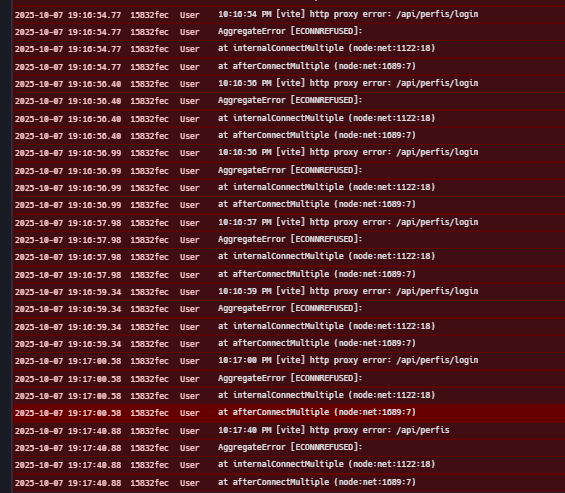 2025-10-07 19:16:54.77 15832fec User 10:16:54 PM [vite] http proxy error: /api/perfis/login
2025-10-07 19:16:54.77 15832fec User AggregateError [ECONNREFUSED]:
2025-10-07 19:16:54.77 15832fec User at internalConnectMultiple (node:net:1122:18)
2025-10-07 19:16:54.77 15832fec User at afterConnectMultiple (node:net:1689:7)
2025-10-07 19:16:56.40 15832fec User 10:16:56 PM [vite] http proxy error: /api/perfis/login
2025-10-07 19:16:56.40 15832fec User AggregateError [ECONNREFUSED]:
2025-10-07 19:16:56.40 15832fec User at internalConnectMultiple (node:net:1122:18)
2025-10-07 19:16:56.40 15832fec User at afterConnectMultiple (node:net:1689:7)
2025-10-07 19:16:56.99 15832fec User 10:16:56 PM [vite] http proxy error: /api/perfis/login
2025-10-07 19:16:56.99 15832fec User AggregateError [ECONNREFUSED]:
2025-10-07 19:16:56.99 15832fec User at internalConnectMultiple (node:net:1122:18)
2025-10-07 19:16:56.99 15832fec User at afterConnectMultiple (node:net:1689:7)
2025-10-07 19:16:57.98 15832fec User 10:16:57 PM [vite] http proxy error: /api/perfis/login
2025-10-07 19:16:57.98 15832fec User AggregateError [ECONNREFUSED]:
2025-10-07 19:16:57.98 15832fec User at internalConnectMultiple (node:net:1122:18)
2025-10-07 19:16:57.98 15832fec User at afterConnectMultiple (node:net:1689:7)
2025-10-07 19:16:59.34 15832fec User 10:16:59 PM [vite] http proxy error: /api/perfis/login
2025-10-07 19:16:59.34 15832fec User AggregateError [ECONNREFUSED]:
2025-10-07 19:16:59.34 15832fec User at internalConnectMultiple (node:net:1122:18)
2025-10-07 19:16:59.34 15832fec User at afterConnectMultiple (node:net:1689:7)
2025-10-07 19:17:00.58 15832fec User 10:17:00 PM [vite] http proxy error: /api/perfis/login
2025-10-07 19:17:00.58 15832fec User AggregateError [ECONNREFUSED]:
2025-10-07 19:17:00.58 15832fec User at internalConnectMultiple (node:net:1122:18)
2025-10-07 19:17:00.58 15832fec User at afterConnectMultiple (node:net:1689:7)
2025-10-07 19:17:40.88 15832fec User 10:17:40 PM [vite] http proxy error: /api/perfis
2025-10-07 19:17:40.88 15832fec User AggregateError [ECONNREFUSED]:
2025-10-07 19:17:40.88 15832fec User at internalConnectMultiple (node:net:1122:18)
2025-10-07 19:17:40.88 15832fec User at afterConnectMultiple (node:net:1689:7)